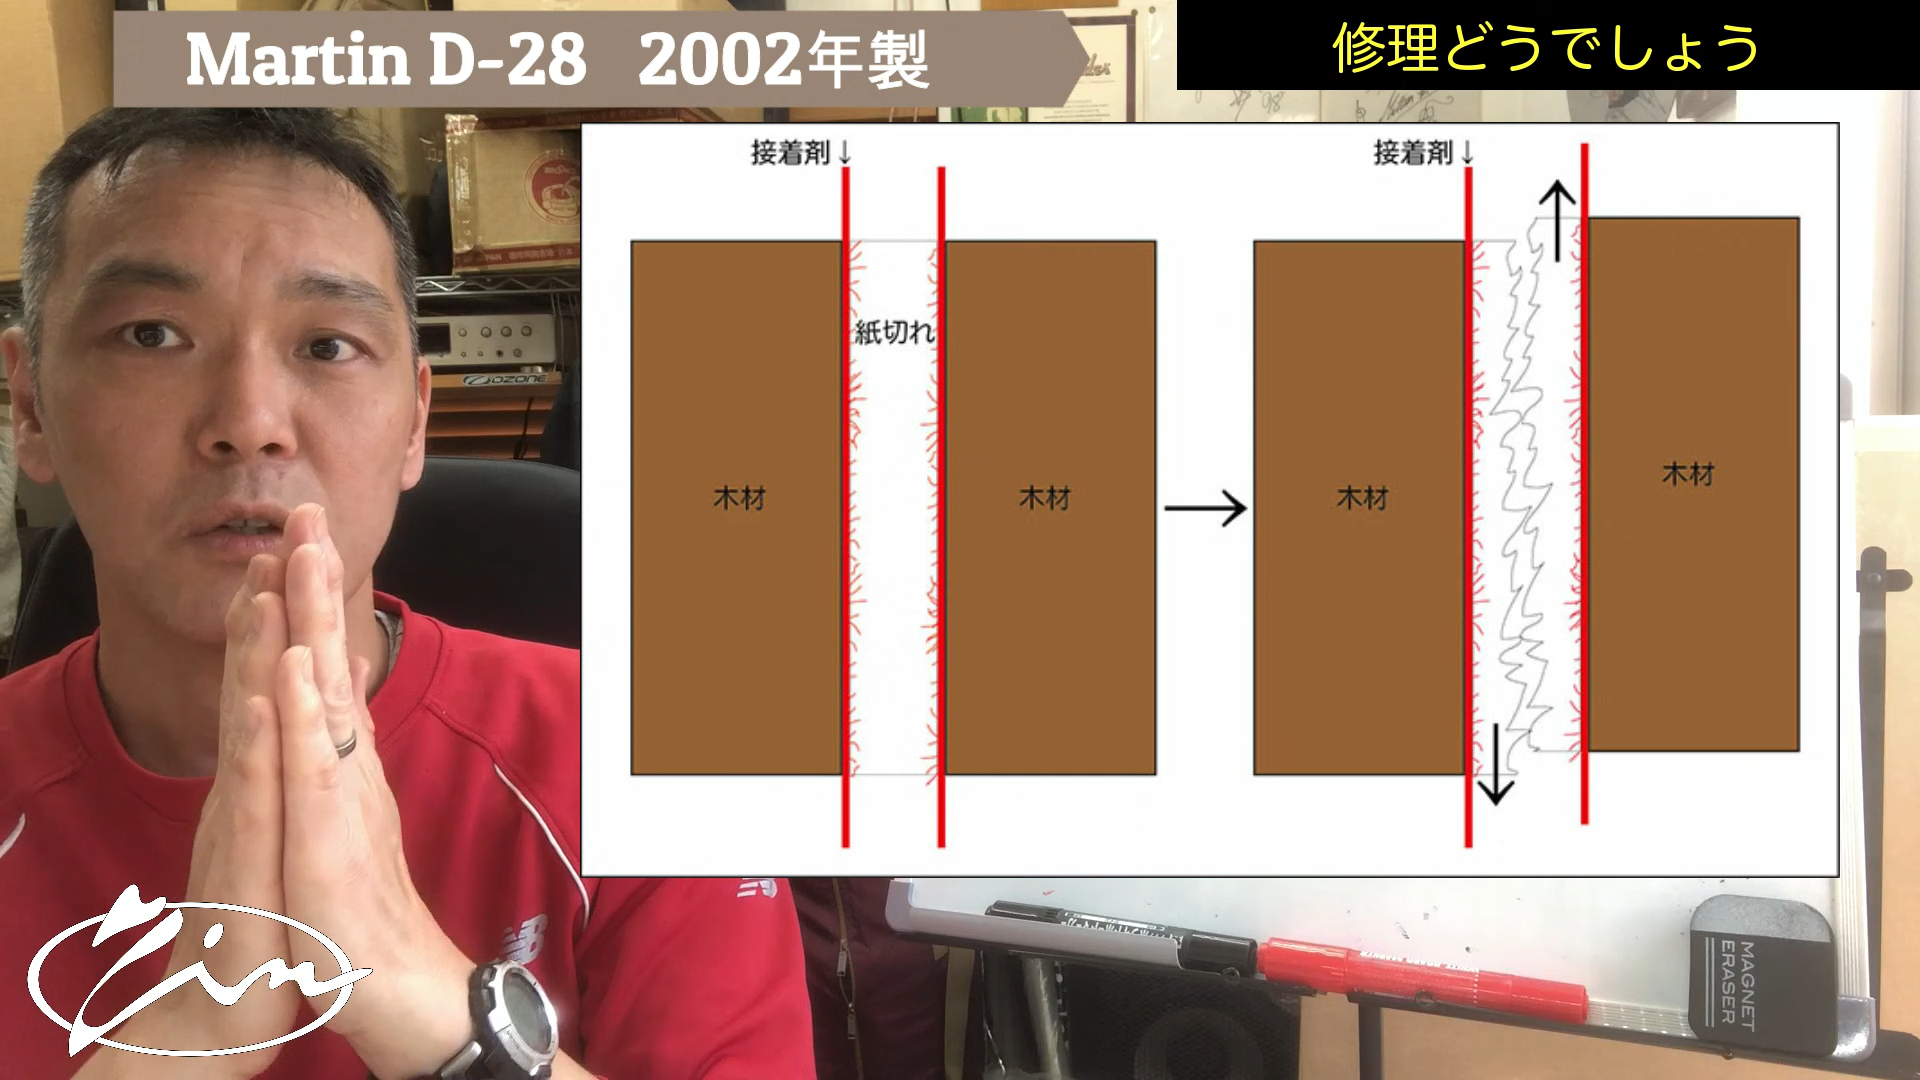 Martin D-28 2002年製
修理どうでしょう
接着剤↓
接着剤↓
紙切れ
木材
木材
木材
木材
OZONE
NB
MAGNET
ERASER